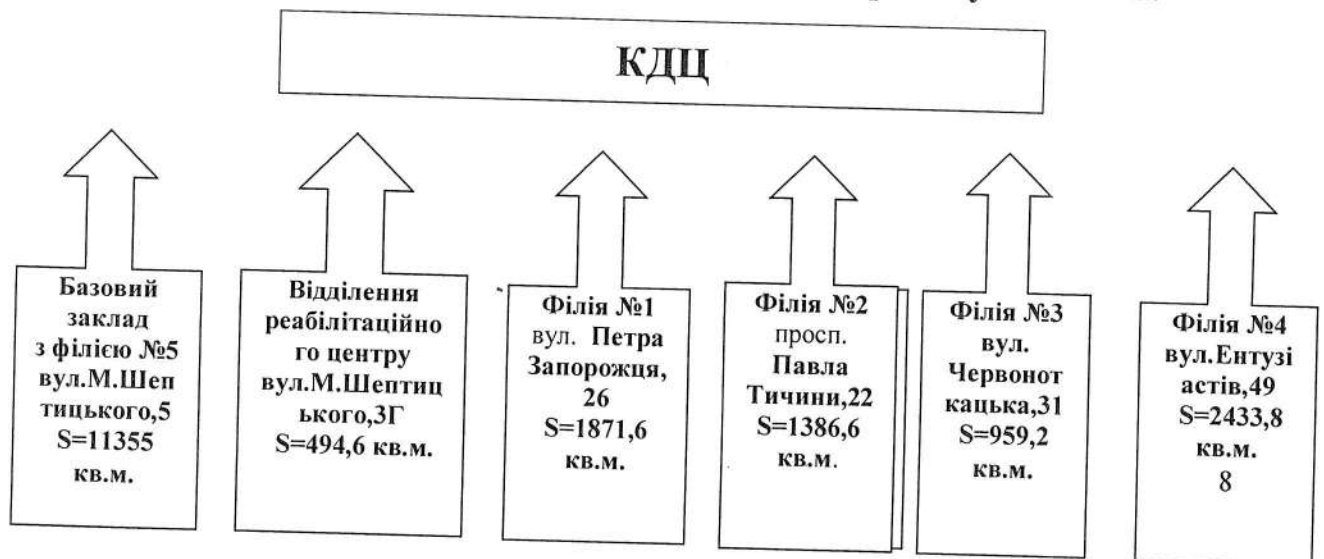 КДЦ
Базовий
заклад
з філією №5
вул.М.Шеп
тицького,5
S=11355
кв.м.
Відділення
реабілітаційно
го центру
вул.М.Шептиц
ького,3Г
S=494,6 кв.м.
Філія №1
вул. Петра
Запорожця,
26
S=1871,6
кв.м.
Філія №2
просп.
Павла
Тичини,22
S=1386,6
кв.м.
Філія №3
вул.
Червонот
кацька,31
S=959,2
кв.м.
Філія №4
вул.Ентузі
астів,49
S=2433,8
кв.м.
8